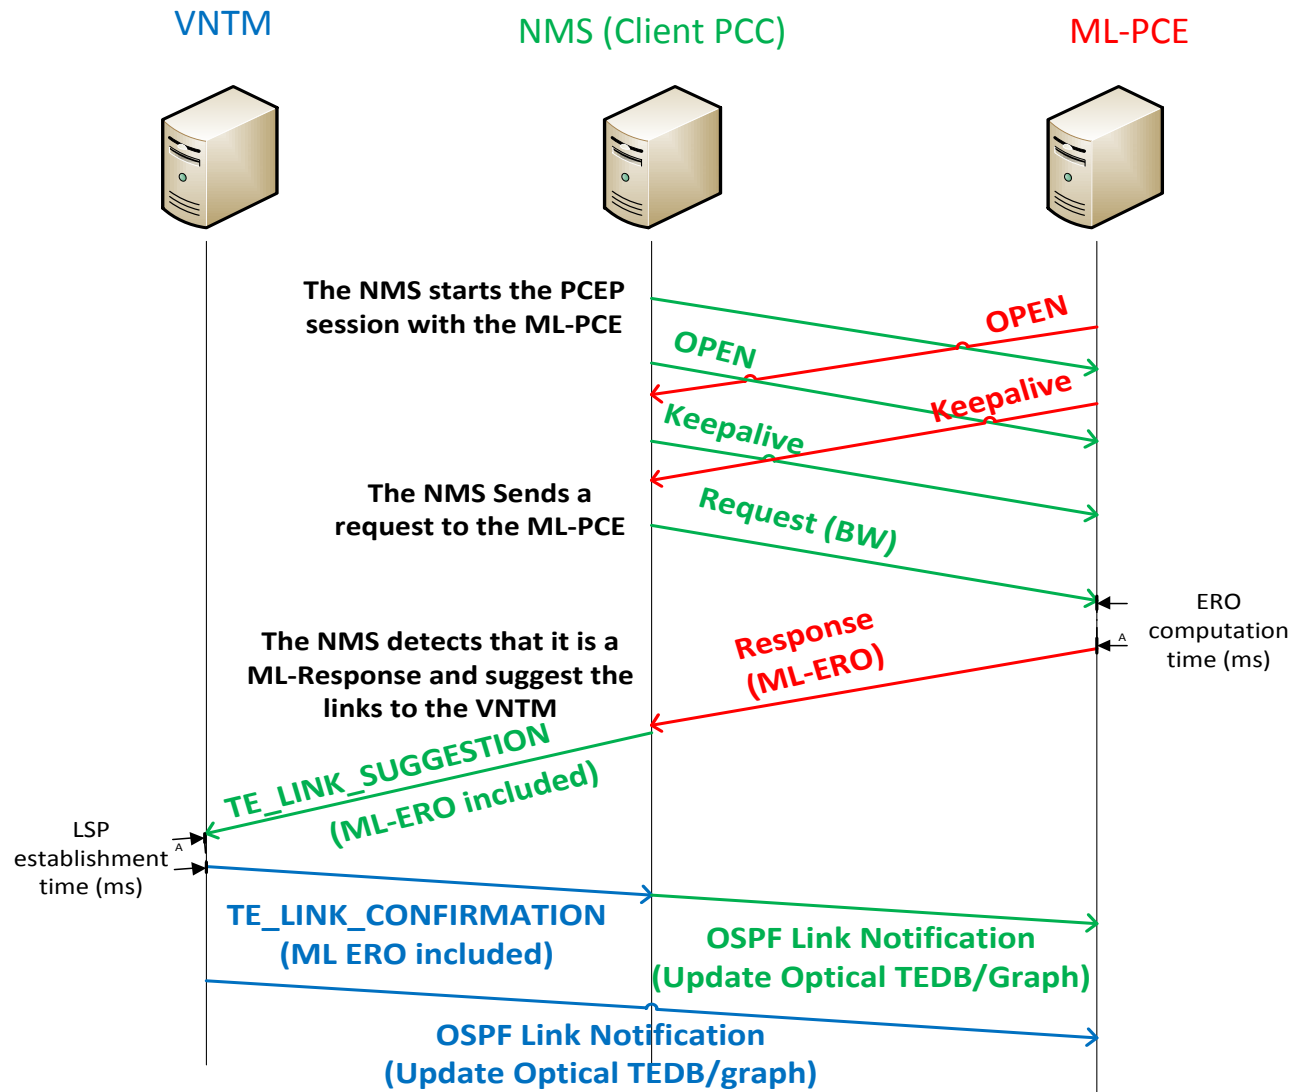 VNTM
NMS (Client PCC)
ML-PCE
The NMS starts the PCEP
session with the ML-PCE
OPEN
OPEN
Keepalive
Keepalive
The NMS Sends a
request to the ML-PCE
Request (BW)
ERO
computation
time (ms)
A
The NMS detects that it is a
ML-Response and suggest the
links to the VNTM
Response
(ML-ERO)
TE_LINK_SUGGESTION
(ML-ERO included)
LSP
establishment
time (ms)
A
TE_LINK_CONFIRMATION
(ML ERO included)
OSPF Link Notification
(Update Optical TEDB/Graph)
OSPF Link Notification
(Update Optical TEDB/graph)